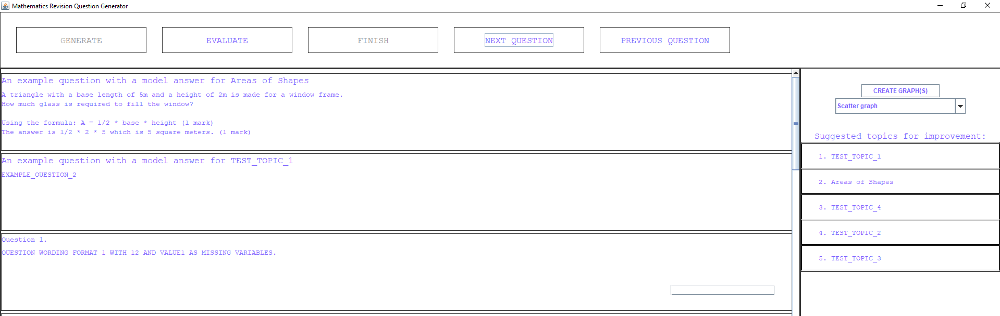 Mathematics Revision Question Generator
GENERATE
EVALUATE
FINISH
NEXT QUESTION
PREVIOUS QUESTION
An example question with a model answer for Areas of Shapes
A triangle with a base length of 5m and a height of 2m is made for a window frame.
How much glass is required to fill the window?
Using the formula: A = 1/2 * base * height (1 mark)
The answer is 1/2 * 2 * 5 which is 5 square meters. (1 mark)
An example question with a model answer for TEST_TOPIC_1
EXAMPLE_QUESTION_2
Question 1.
QUESTION WORDING FORMAT 1 WITH 12 AND VALUE1 AS MISSING VARIABLES.
CREATE GRAPH(S)
Scatter graph
Suggested topics for improvement:
1. TEST_TOPIC_1
2. Areas of Shapes
3. TEST_TOPIC_4
4. TEST_TOPIC_2
5. TEST_TOPIC_3